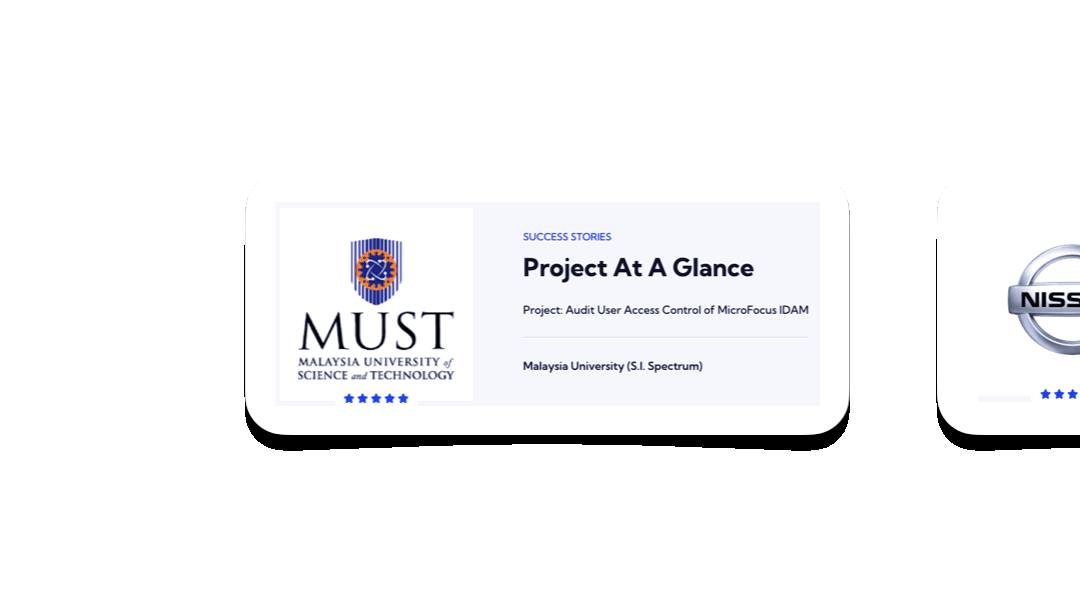 SUCCESS STORIES
Project At A Glance
Project: Audit User Access Control of MicroFocus IDAM
Malaysia University (S.I. Spectrum)
MUST
MALAYSIA UNIVERSITY of
SCIENCE and TECHNOLOGY
NISS